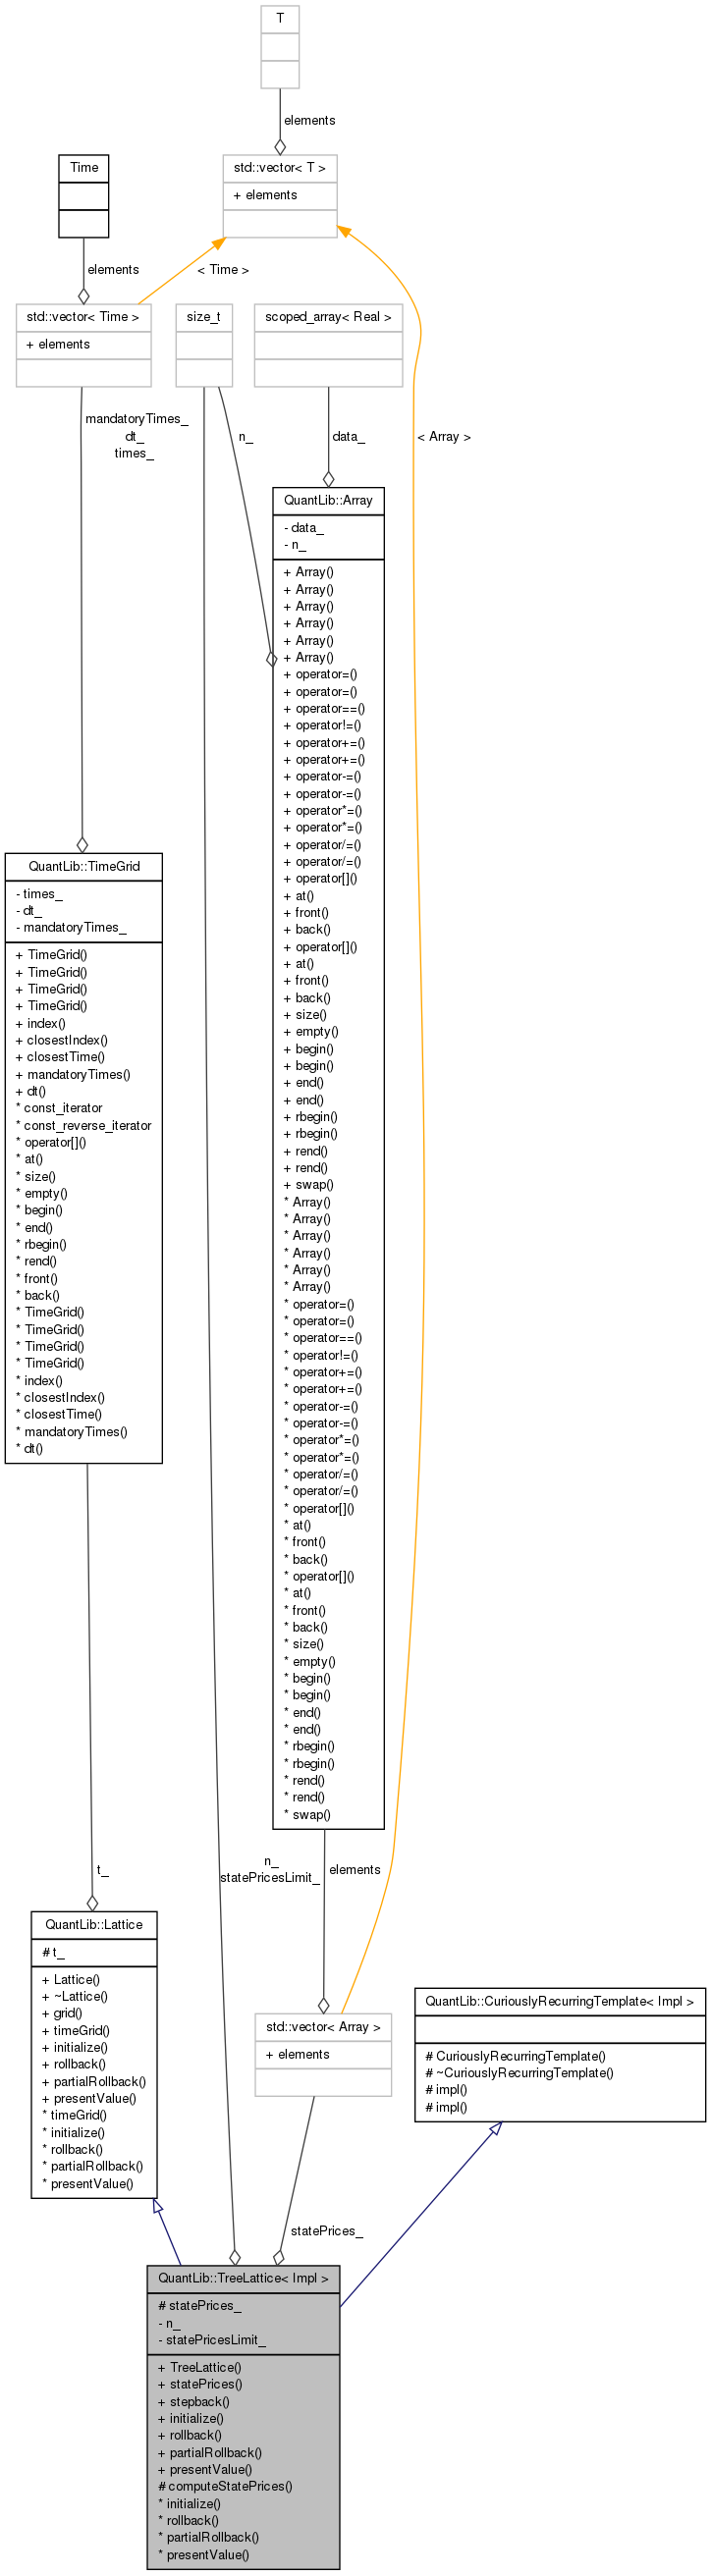 T
elements
std::vector< T >
+ elements
Time
elements
< Time >
std::vector< Time >
+ elements
size_t
scoped_array< Real >
mandatoryTimes_
dt_
times_
n_
data_
< Array >
QuantLib::Array
- data_
- n_
+ Array()
+ Array()
+ Array()
+ Array()
+ Array()
+ Array()
+ operator=()
+ operator=()
+ operator==()
+ operator!=()
+ operator+=()
+ operator+=()
+ operator-=()
+ operator-=()
+ operator*=()
+ operator*=()
+ operator/=()
+ operator/=()
+ operator[]()
+ at()
+ front()
+ back()
+ operator[]()
+ at()
+ front()
+ back()
+ size()
+ empty()
+ begin()
+ begin()
+ end()
+ end()
+ rbegin()
+ rbegin()
+ rend()
+ rend()
+ swap()
* Array()
* Array()
* Array()
* Array()
* Array()
* Array()
* operator=()
* operator=()
* operator==()
* operator!=()
* operator+=()
* operator+=()
* operator-=()
* operator-=()
* operator*=()
* operator*=()
* operator/=()
* operator/=()
* operator[]()
* at()
* front()
* back()
* operator[]()
* at()
* front()
* back()
* size()
* empty()
* begin()
* begin()
* end()
* end()
* rbegin()
* rbegin()
* rend()
* rend()
* swap()
QuantLib::TimeGrid
- times_
- dt_
- mandatoryTimes_
+ TimeGrid()
+ TimeGrid()
+ TimeGrid()
+ TimeGrid()
+ index()
+ closestIndex()
+ closestTime()
+ mandatoryTimes()
+ dt()
* const_iterator
* const_reverse_iterator
* operator[]()
* at()
* size()
* empty()
* begin()
* end()
* rbegin()
* rend()
* front()
* back()
* TimeGrid()
* TimeGrid()
* TimeGrid()
* TimeGrid()
* index()
* closestIndex()
* closestTime()
* mandatoryTimes()
* dt()
t_
n_
statePricesLimit_
elements
QuantLib::Lattice
# t_
+ Lattice()
+ ~Lattice()
+ grid()
+ timeGrid()
+ initialize()
+ rollback()
+ partialRollback()
+ presentValue()
* timeGrid()
* initialize()
* rollback()
* partialRollback()
* presentValue()
std::vector< Array >
+ elements
QuantLib::CuriouslyRecurringTemplate< Impl >
# CuriouslyRecurringTemplate()
# ~CuriouslyRecurringTemplate()
# impl()
# impl()
statePrices_
QuantLib::TreeLattice< Impl >
# statePrices_
- n_
- statePricesLimit_
+ TreeLattice()
+ statePrices()
+ stepback()
+ initialize()
+ rollback()
+ partialRollback()
+ presentValue()
# computeStatePrices()
* initialize()
* rollback()
* partialRollback()
* presentValue()